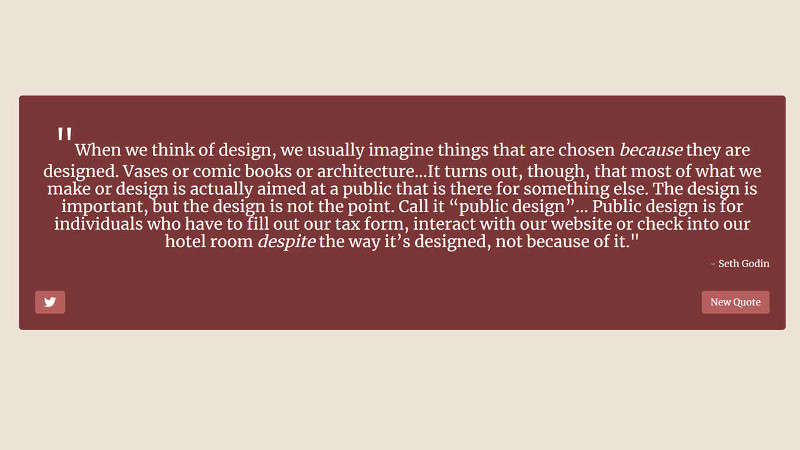 "When we think of design, we usually imagine things that are chosen because they are
designed. Vases or comic books or architecture…It turns out, though, that most of what we
make or design is actually aimed at a public that is there for something else. The design is
important, but the design is not the point. Call it “public design”… Public design is for
individuals who have to fill out our tax form, interact with our website or check into our
hotel room despite the way it’s designed, not because of it."
- Seth Godin
New Quote